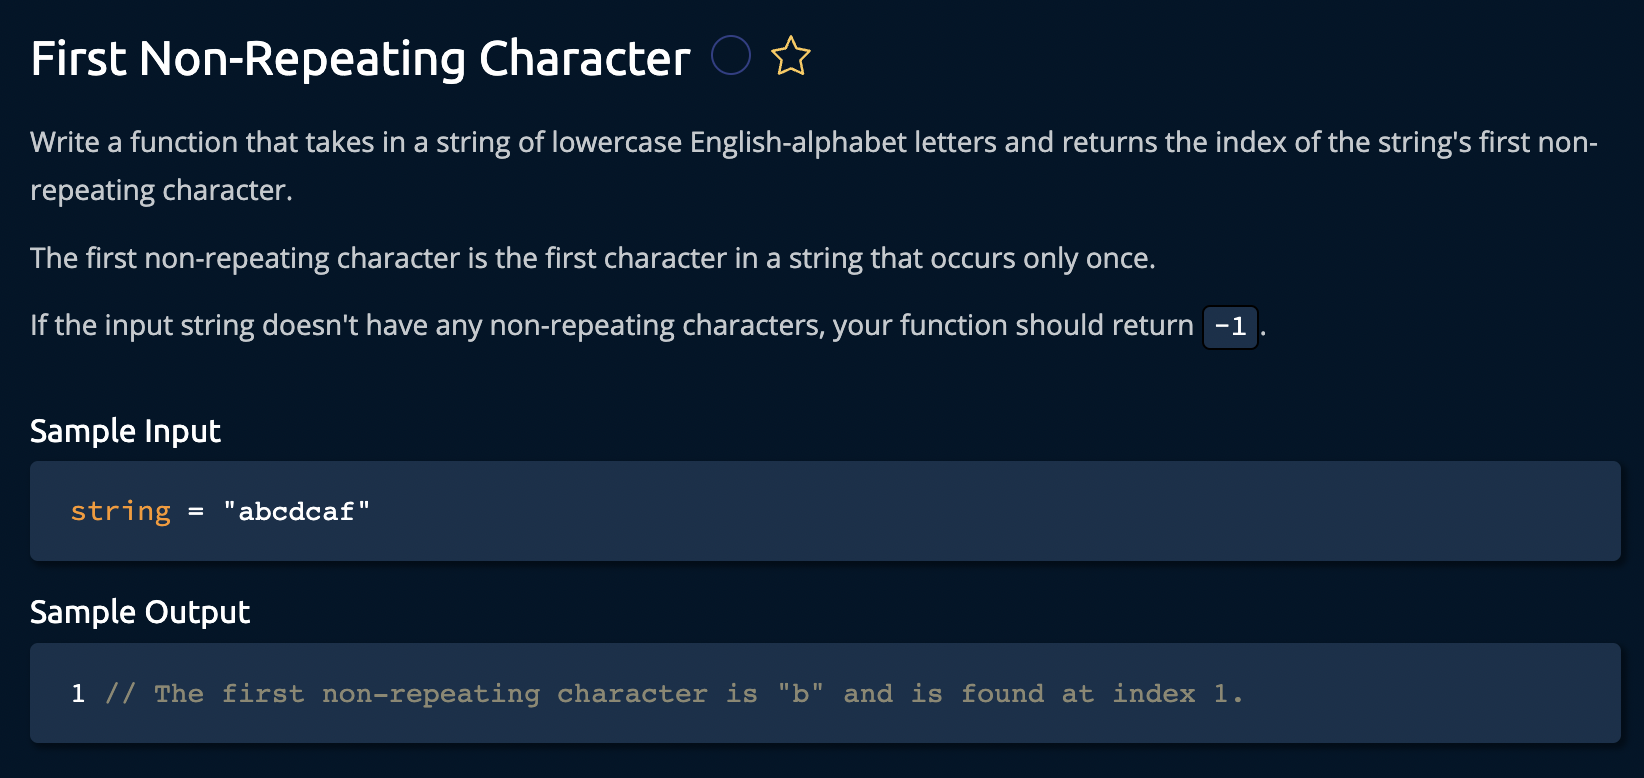 First Non-Repeating Character
Write a function that takes in a string of lowercase English-alphabet letters and returns the index of the string's first non-
repeating character.
The first non-repeating character is the first character in a string that occurs only once.
If the input string doesn't have any non-repeating characters, your function should return -1.
Sample Input
string = "abcdcaf"
Sample Output
1 // The first non-repeating character is "b" and is found at index 1.